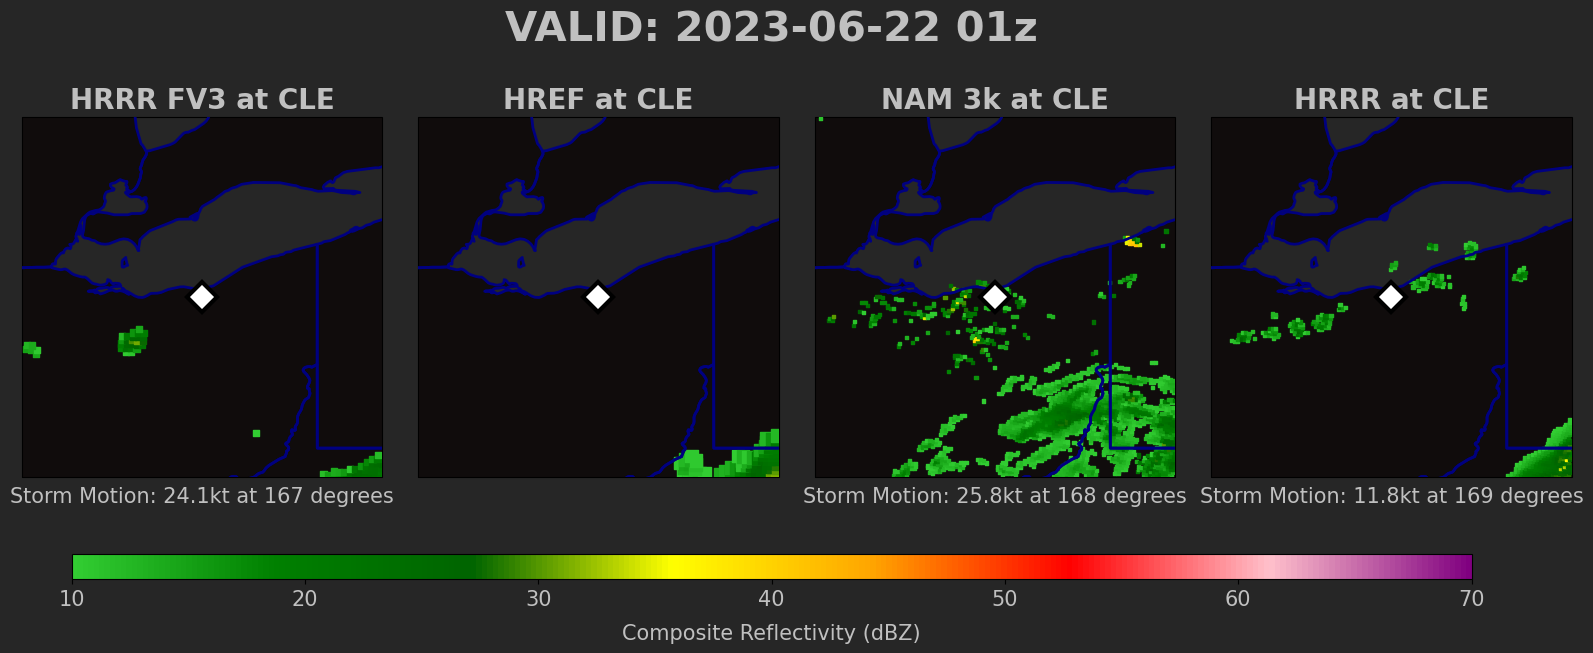 VALID: 2023-06-22 01z
HRRR FV3 at CLE
HREF at CLE
NAM 3k at CLE
HRRR at CLE
Storm Motion: 24.1kt at 167 degrees
Storm Motion: 25.8kt at 168 degrees
Storm Motion: 11.8kt at 169 degrees
10 20 30 40 50 60 70
Composite Reflectivity (dBZ)